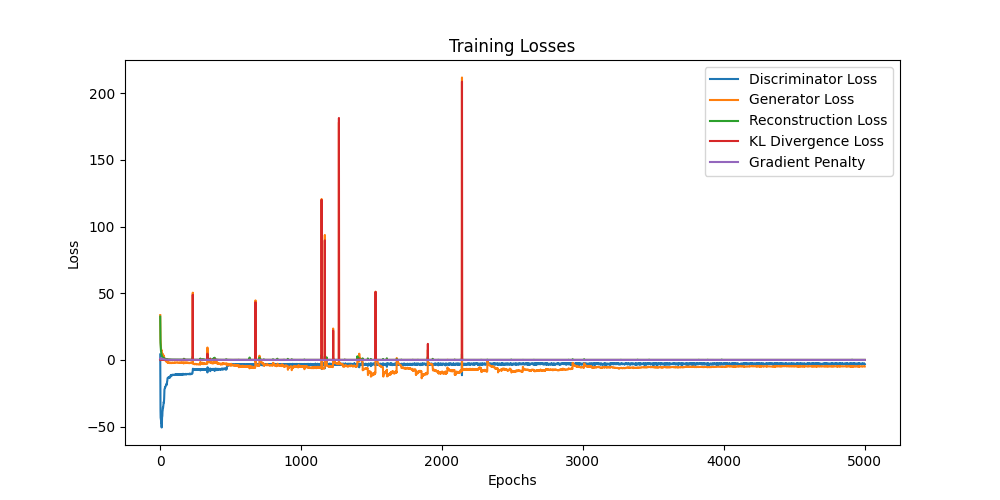 Training Losses
Discriminator Loss
Generator Loss
Reconstruction Loss
KL Divergence Loss
Gradient Penalty
Loss
200
150
100
50
0
−50
0 1000 2000 3000 4000 5000
Epochs